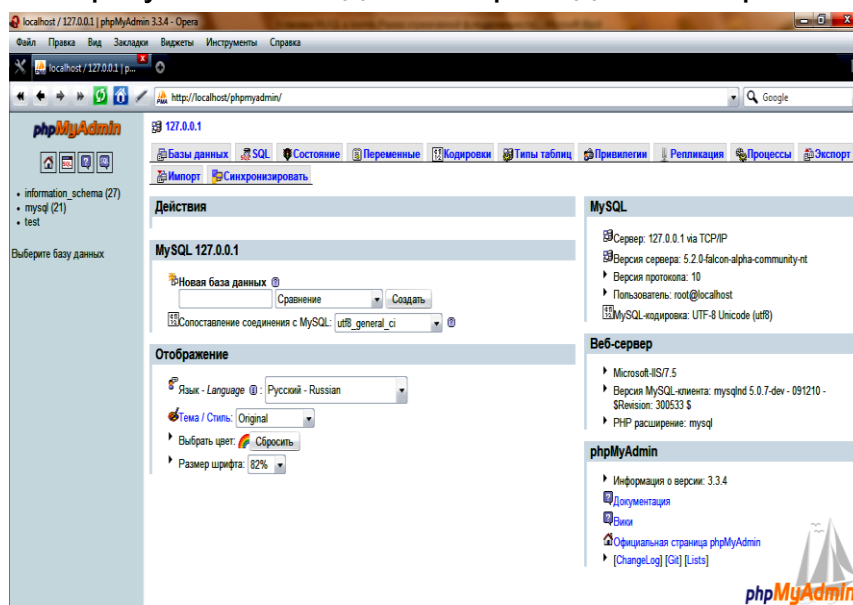 localhost / 127.0.0.1 | phpMyAdmin 3.3.4 - Opera
Файл Правка Вид Закладки Виджеты Инструменты Справка
localhost / 127.0.0.1 | p...
http://localhost/phpmyadmin/
Google
phpMyAdmin
127.0.0.1
Базы данных SQL Состояние Переменные Кодировки Типы таблиц Привилегии Репликация Процессы Экспорт
Импорт Синхронизировать
information_schema (27)
mysql (21)
test
Выберите базу данных
Действия
MySQL 127.0.0.1
Новая база данных
Сравнение Создать
Сопоставление соединения с MySQL: utf8_general_ci
Отображение
Язык - Language : Русский - Russian
Тема / Стиль: Original
Выбрать цвет: Сбросить
Размер шрифта: 82%
MySQL
Сервер: 127.0.0.1 via TCP/IP
Версия сервера: 5.2.0-falcon-alpha-community-nt
Версия протокола: 10
Пользователь: root@localhost
MySQL-кодировка: UTF-8 Unicode (utf8)
Веб-сервер
Microsoft-IIS/7.5
Версия MySQL-клиента: mysqlnd 5.0.7-dev - 091210 -
$Revision: 300533 $
PHP расширение: mysql
phpMyAdmin
Информация о версии: 3.3.4
Документация
Вики
Официальная страница phpMyAdmin
[ChangeLog] [Git] [Lists]
phpMyAdmin